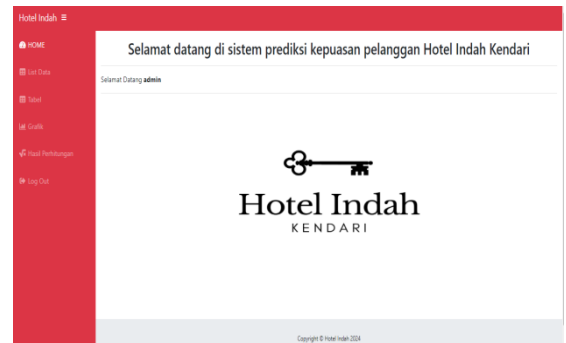 Hotel Indah
HOME
List Data
Tabel
Grafik
Hasil Perhitungan
Log Out
Selamat datang di sistem prediksi kepuasan pelanggan Hotel Indah Kendari
Selamat Datang admin
Hotel Indah
KENDARI
Copyright © Hotel Indah 2024